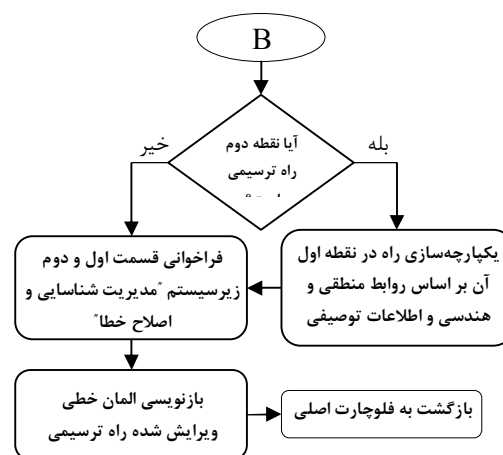 B
آیا نقطه دوم
راه ترسیمی
بله
خیر
یکپارچه‌سازی راه در نقطه اول
آن بر اساس روابط منطقی و
هندسی و اطلاعات توصیفی
فراخوانی قسمت اول و دوم
زیرسیستم "مدیریت شناسایی و
اصلاح خطا"
بازنویسی المان خطی
ویرایش شده راه ترسیمی
بازگشت به فلوچارت اصلی